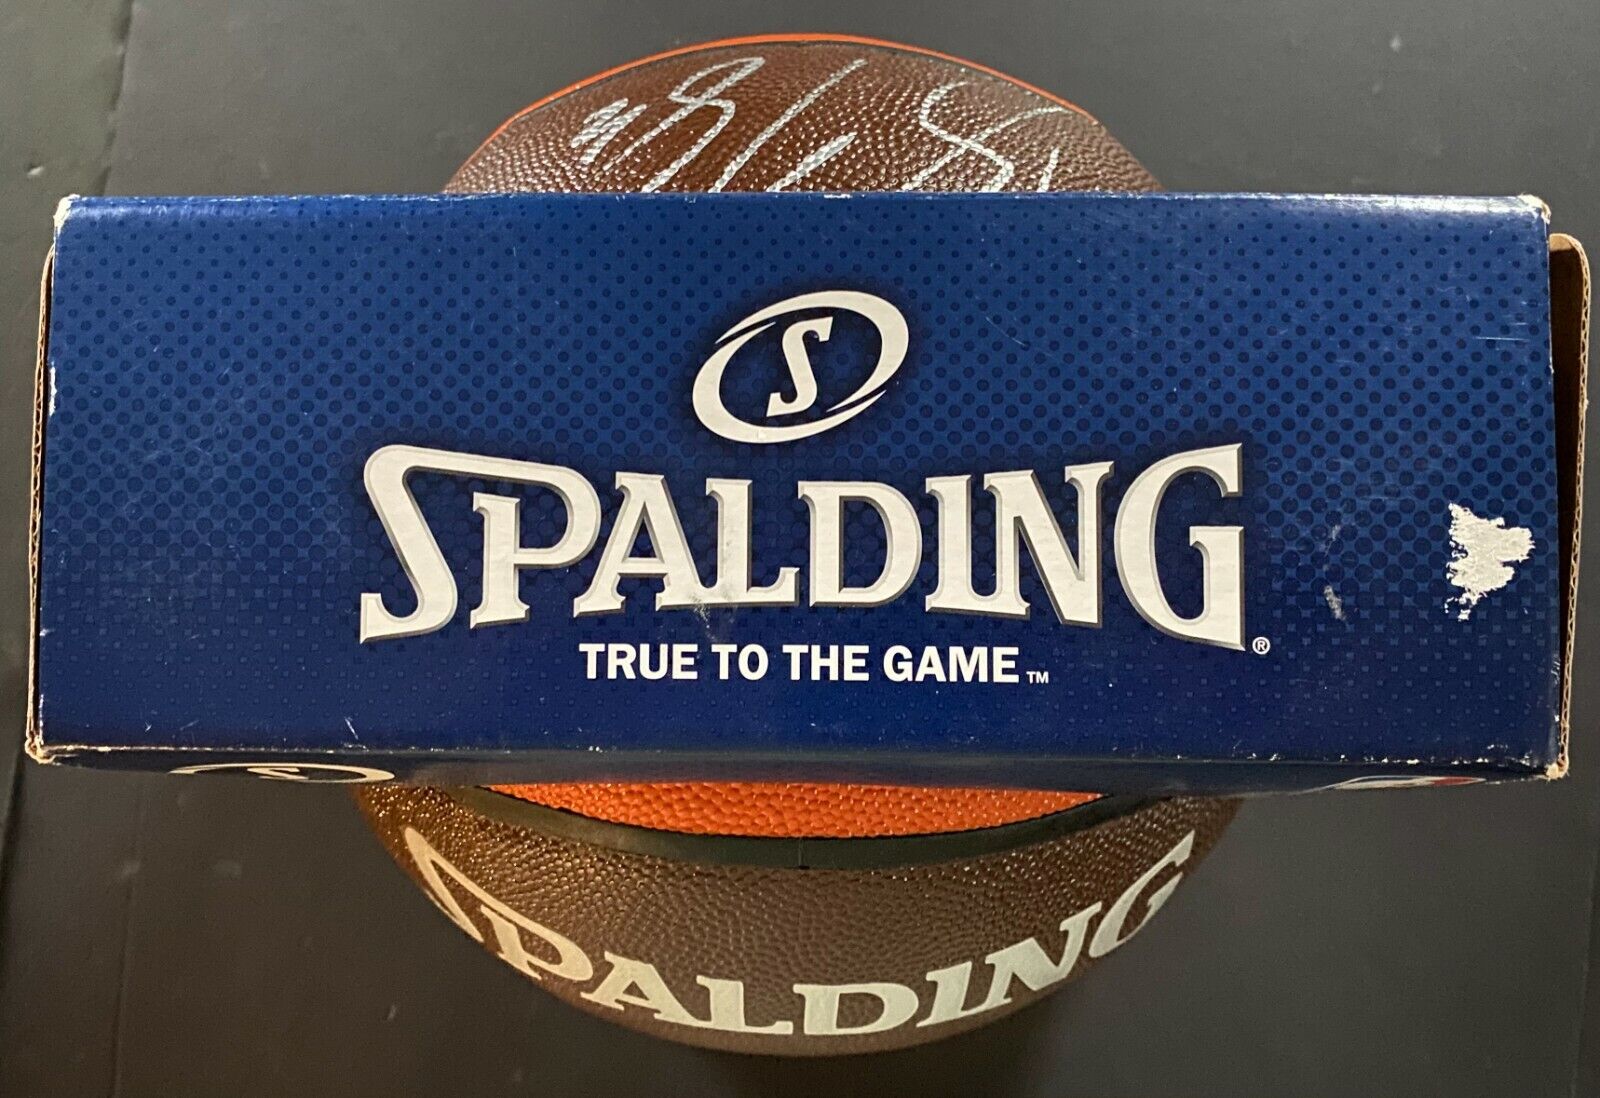 S
SPALDING®
TRUE TO THE GAME™
SPALDING